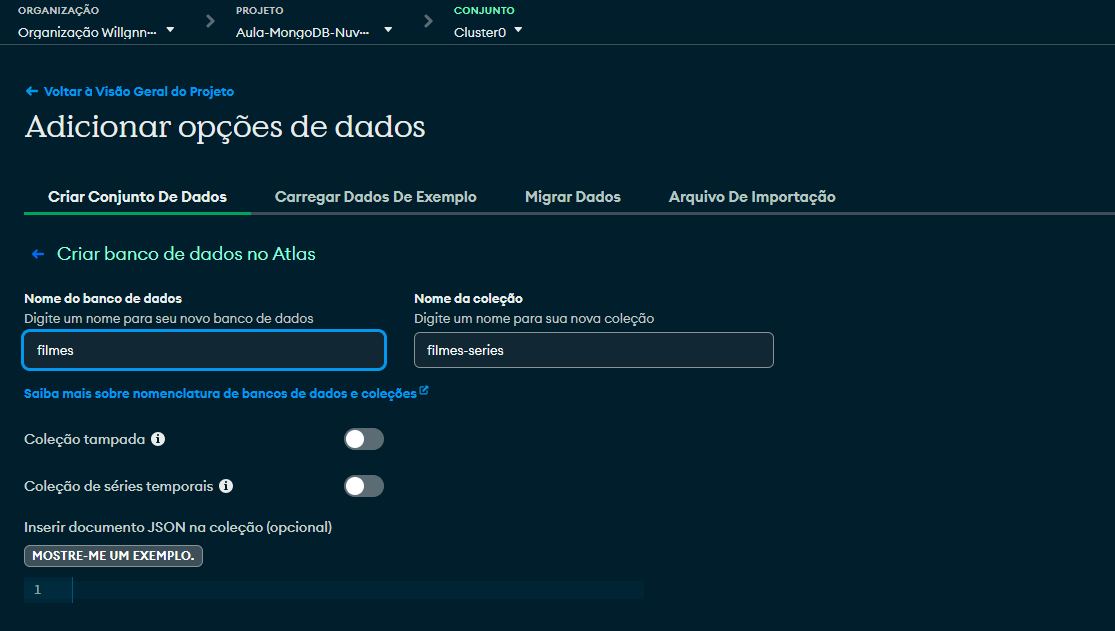 ORGANIZAÇÃO
Organização Willgnn···
PROJETO
Aula-MongoDB-Nuv···
CONJUNTO
Cluster0
Voltar à Visão Geral do Projeto
Adicionar opções de dados
Criar Conjunto De Dados
Carregar Dados De Exemplo
Migrar Dados
Arquivo De Importação
Criar banco de dados no Atlas
Nome do banco de dados
Digite um nome para seu novo banco de dados
filmes
Nome da coleção
Digite um nome para sua nova coleção
filmes-series
Saiba mais sobre nomenclatura de bancos de dados e coleções
Coleção tampada
Coleção de séries temporais
Inserir documento JSON na coleção (opcional)
MOSTRE-ME UM EXEMPLO.
1